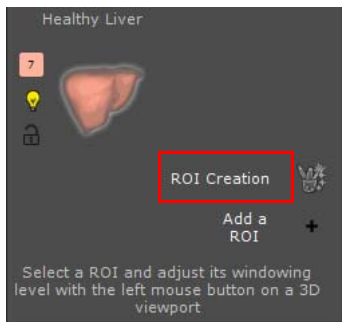 Healthy Liver
7
ROI Creation
Add a
ROI
Select a ROI and adjust its windowing
level with the left mouse button on a 3D
viewport